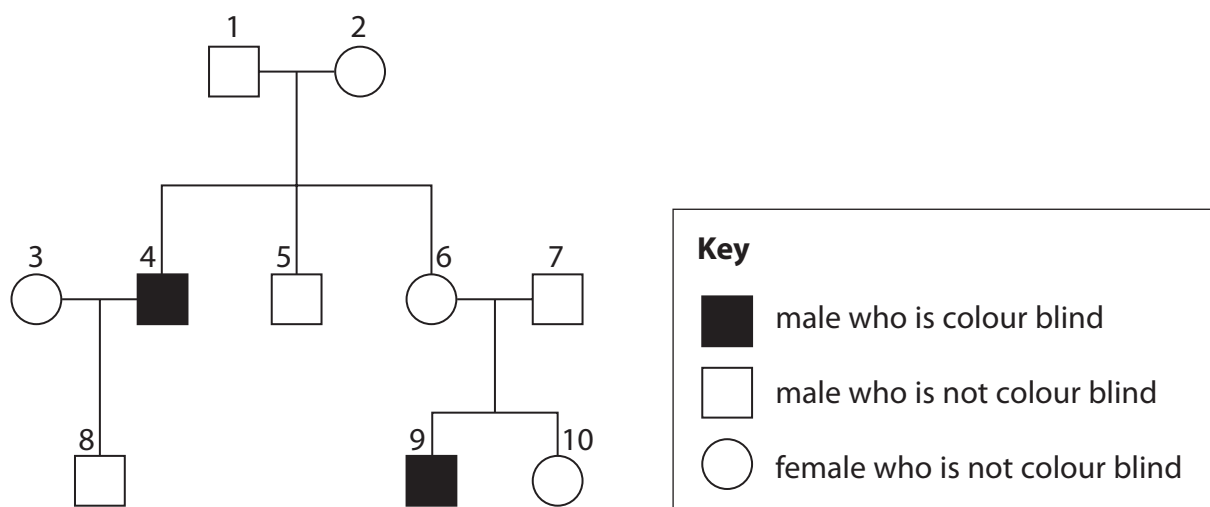 1 2
3 4 5 6 7
8 9 10
Key
male who is colour blind
male who is not colour blind
female who is not colour blind